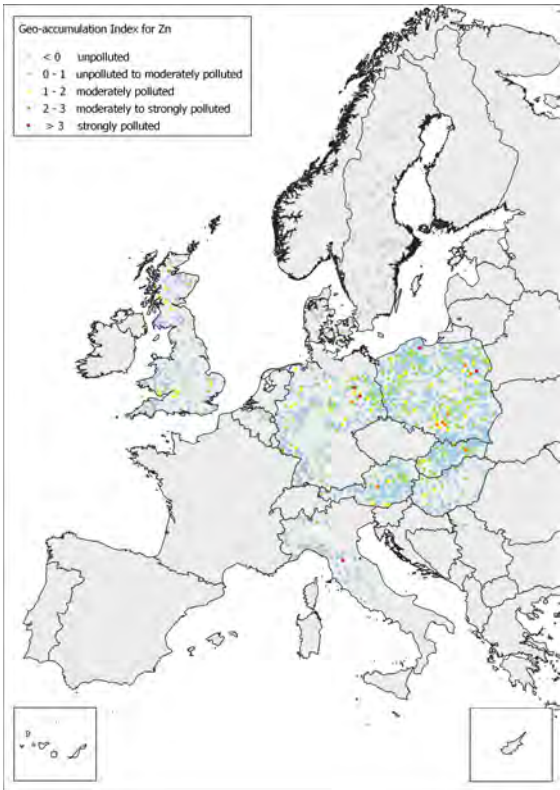 Geo-accumulation Index for Zn
< 0 unpolluted
0 - 1 unpolluted to moderately polluted
1 - 2 moderately polluted
2 - 3 moderately to strongly polluted
> 3 strongly polluted